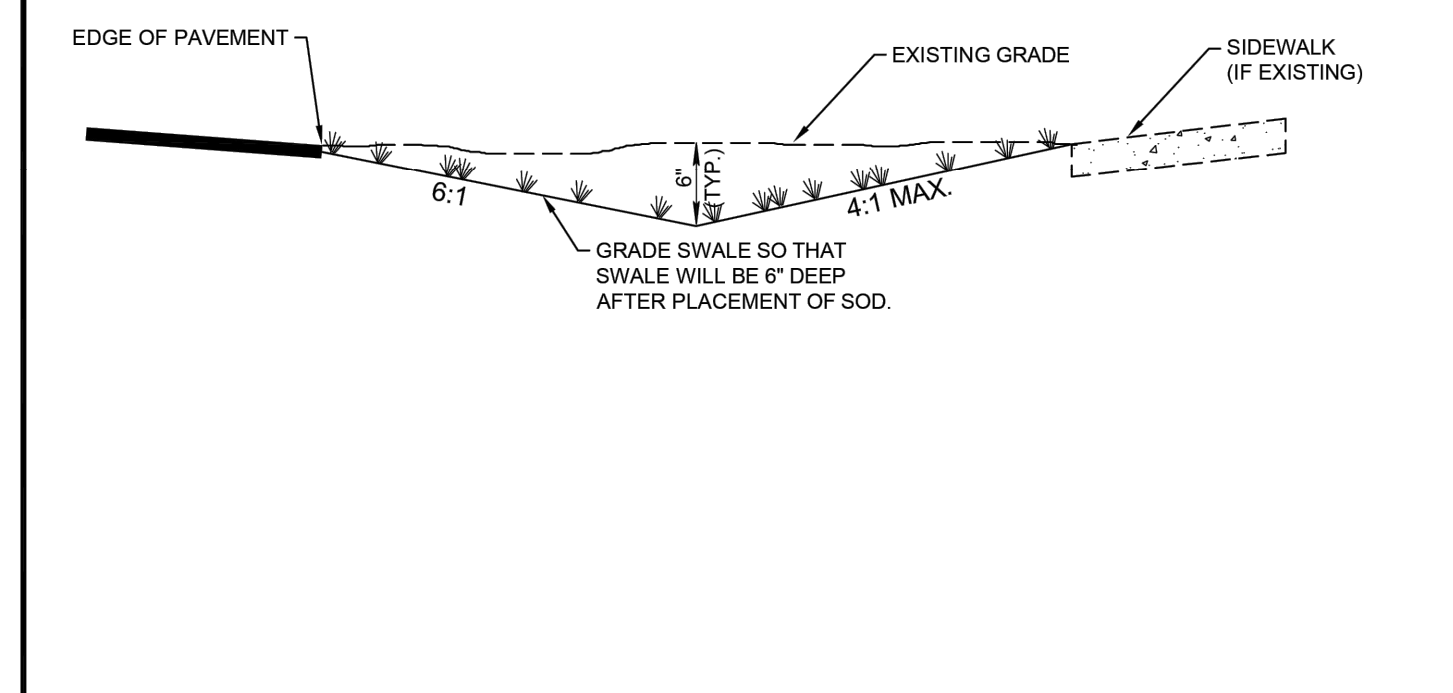 EDGE OF PAVEMENT
EXISTING GRADE
SIDEWALK
(IF EXISTING)
6"
(TYP.)
6:1
4:1 MAX.
GRADE SWALE SO THAT
SWALE WILL BE 6" DEEP
AFTER PLACEMENT OF SOD.